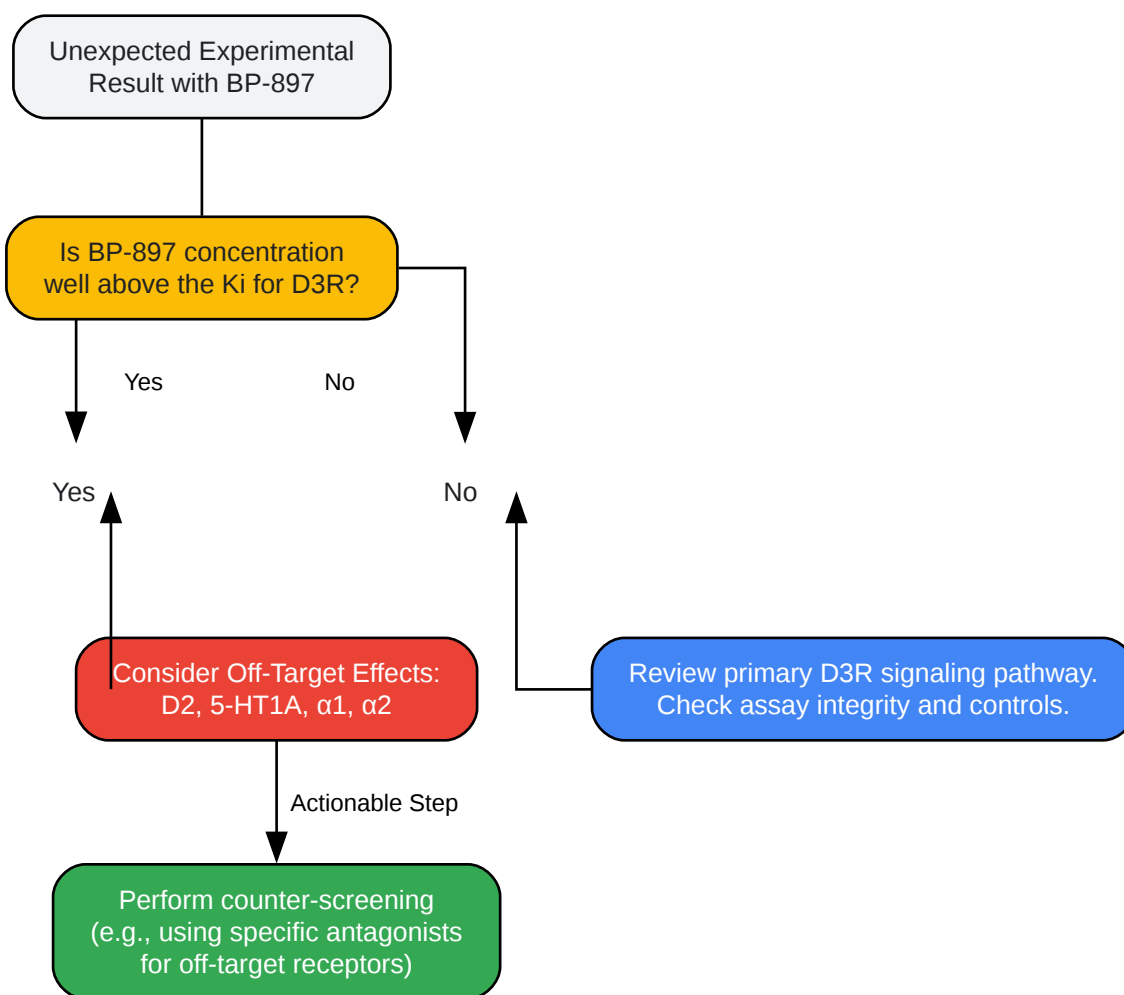 Unexpected Experimental
Result with BP-897
Is BP-897 concentration
well above the Ki for D3R?
Yes
No
Yes
No
Consider Off-Target Effects:
D2, 5-HT1A, α1, α2
Review primary D3R signaling pathway.
Check assay integrity and controls.
Actionable Step
Perform counter-screening
(e.g., using specific antagonists
for off-target receptors)